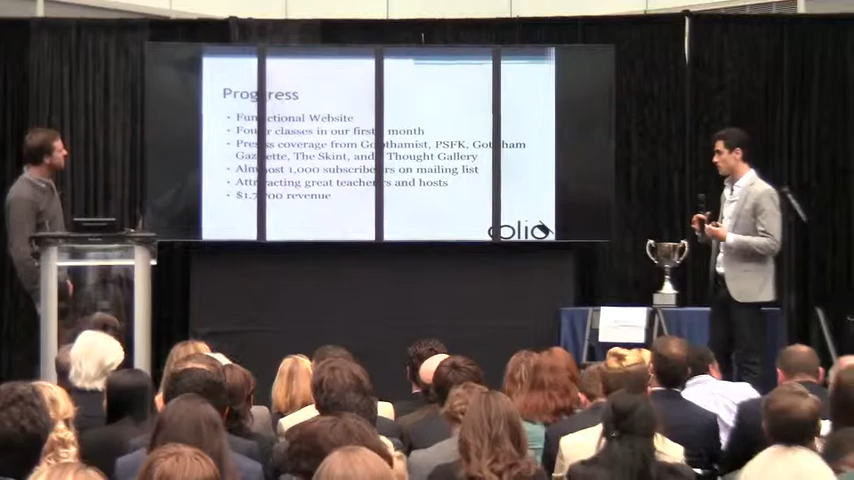 Progress
• Functional Website
• Four classes in our first month
• Press coverage from Gothamist, PSFK, Gotham
Gazette, The Skint, and Thought Gallery
• Almost 1,000 subscribers on mailing list
• Attracting great teachers and hosts
• revenue